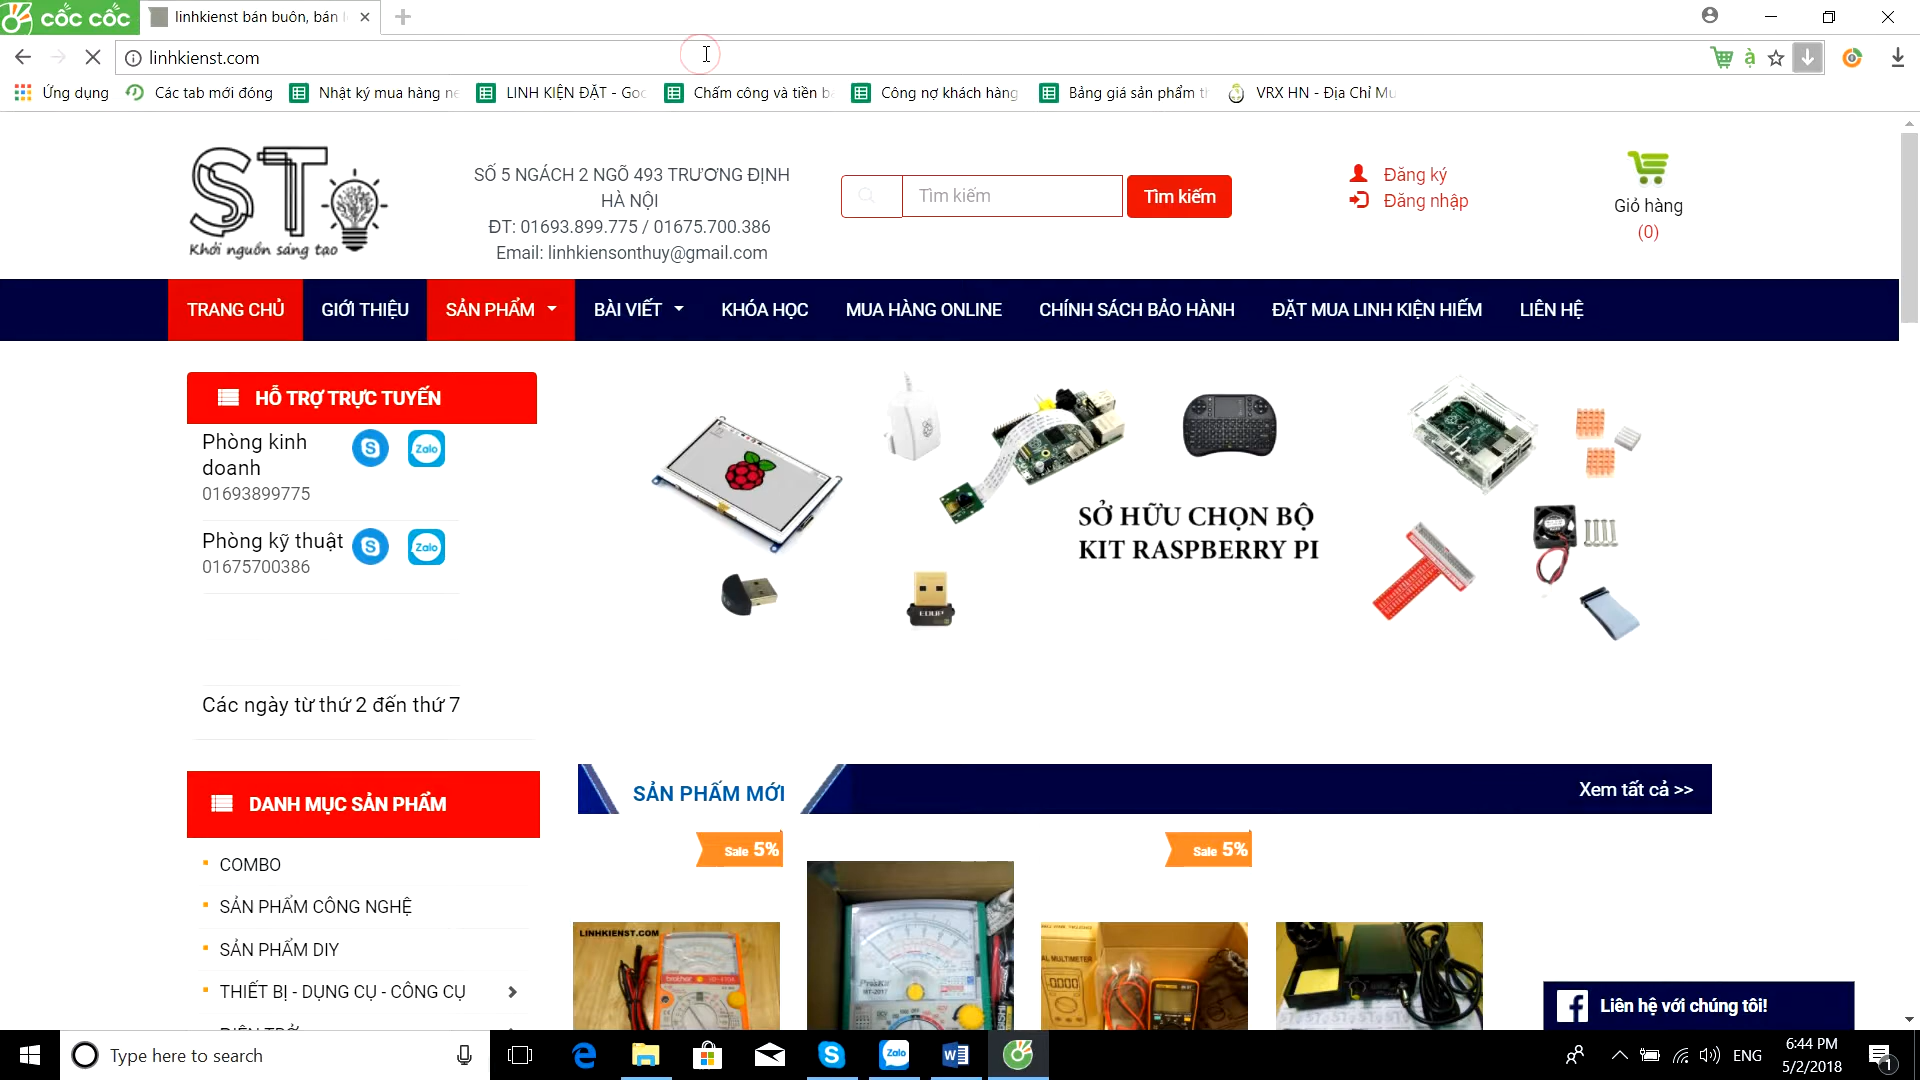 cốc cốc
linhkienst.com
linhkienst bán buôn, bán
Ứng dụng
Các tab mới đóng
Nhật ký mua hàng
LINH KIỆN ĐẶT - Goo
Chấm công và tiền
Công nợ khách hàng
Bảng giá sản phẩm
VRX HN - Địa Chỉ
ST
Khởi nguồn sáng tạo
SỐ 5 NGÁCH 2 NGÕ 493 TRƯƠNG ĐỊNH
HÀ NỘI
ĐT: 01693.899.775 / 01675.700.386
Email: linhkiensonthuy@gmail.com
Tìm kiếm
Tìm kiếm
Đăng ký
Đăng nhập
Giỏ hàng
(0)
TRANG CHỦ
GIỚI THIỆU
SẢN PHẨM
BÀI VIẾT
KHÓA HỌC
MUA HÀNG ONLINE
CHÍNH SÁCH BẢO HÀNH
ĐẶT MUA LINH KIỆN HIẾM
LIÊN HỆ
HỖ TRỢ TRỰC TUYẾN
Phòng kinh
doanh
Zalo
01693899775
Phòng kỹ thuật
Zalo
01675700386
Các ngày từ thứ 2 đến thứ 7
SỞ HỮU CHỌN BỘ
KIT RASPBERRY PI
EDUP
DANH MỤC SẢN PHẨM
COMBO
SẢN PHẨM CÔNG NGHỆ
SẢN PHẨM DIY
THIẾT BỊ - DỤNG CỤ - CÔNG CỤ
ĐIỆN TRỞ
SẢN PHẨM MỚI
Xem tất cả >>
Sale 5%
Sale 5%
LINHKIENST.COM
MULTIMETER
Liên hệ với chúng tôi!
Type here to search
Zalo
ENG
6:44 PM
5/2/2018
1